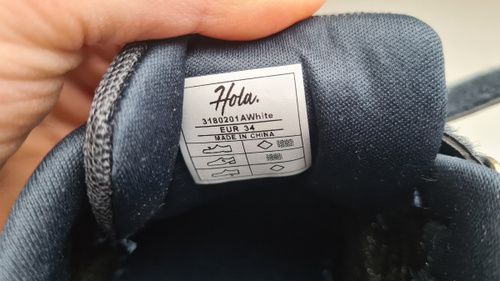 Hola.
3180201AWhite
EUR 34
MADE IN CHINA